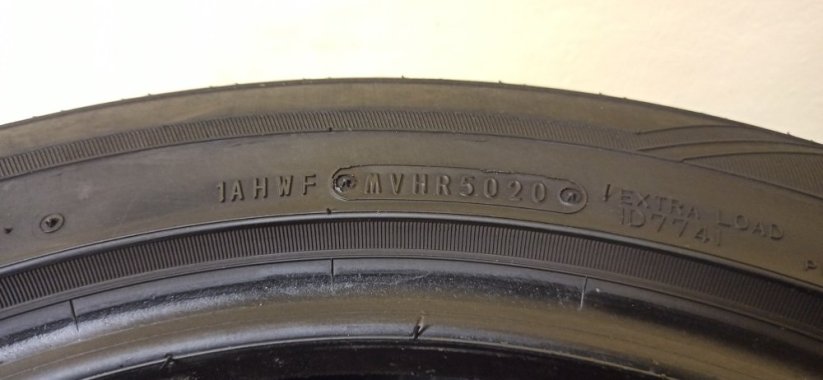 1AHWF MVHR5020
EXTRA LOAD
1D7741
P